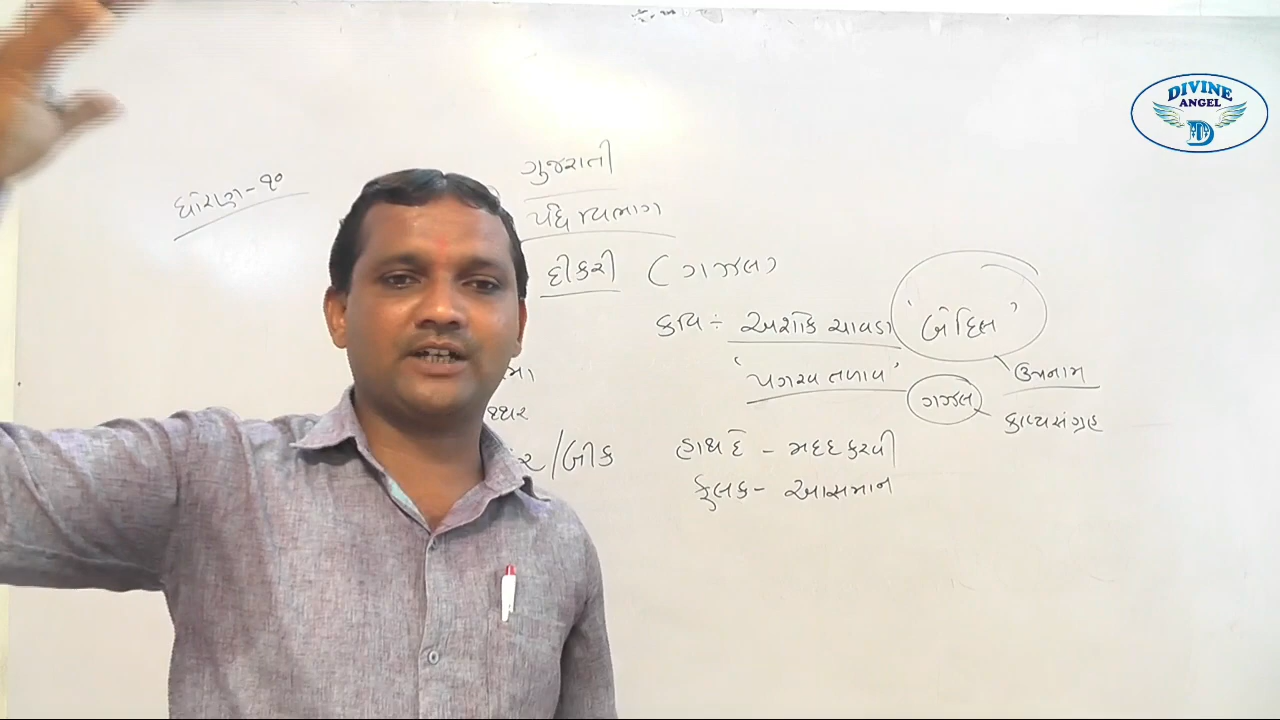 DIVINE
ANGEL
D
ધોરણ-૧૦
ગુજરાતી
પદ્ય વિભાગ
દીકરી (ગઝલ)
કવિ : અશોક ચાવડા 'બેદિલ'
'પગરવ તળાવ' ગઝલ
ઉપનામ
કાવ્યસંગ્રહ
/બીક
હાથ દે - મદદ કરવી
ફલક - આસમાન